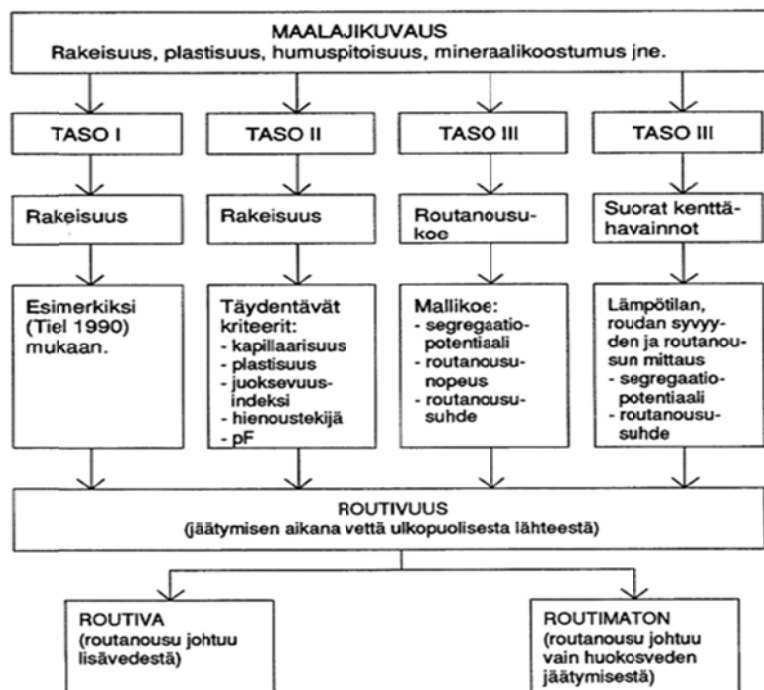 MAALAJIKUVAUS
Rakeisuus, plastisuus, humuspitoisuus, mineraalikoostumus jne.
TASO I
TASO II
TASO III
TASO III
Rakeisuus
Rakeisuus
Routanousu-
koe
Suorat kenttä-
havainnot
Esimerkiksi
(Tiel 1990)
mukaan.
Täydentävät
kriteerit:
- kapillaarisuus
- plastisuus
- juoksevuus-
indeksi
- hienoustekijä
- pF
Mallikoe:
- segregaatio-
potentiaali
- routanousu-
nopeus
- routanousu-
suhde
Lämpötilan,
roudan syvyy-
den ja routanou-
sun mittaus
- segregaatio-
potentiaali
- routanousu-
suhde
ROUTIVUUS
(jäätymisen aikana vettä ulkopuolisesta lähteestä)
ROUTIVA
(routanousu johtuu
lisävedestä)
ROUTIMATON
(routanousu johtuu
vain huokosveden
jäätymisestä)